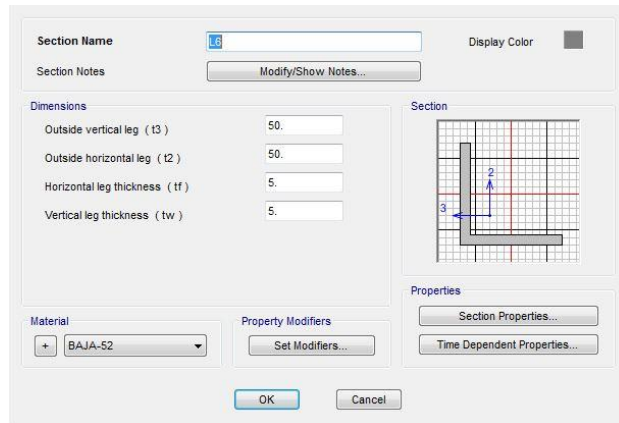 Section Name L6 Display Color
Section Notes Modify/Show Notes...
Dimensions
Outside vertical leg ( t3 ) 50.
Outside horizontal leg ( t2 ) 50.
Horizontal leg thickness ( tf ) 5.
Vertical leg thickness ( tw ) 5.
Section
2
3
Properties
Section Properties...
Time Dependent Properties...
Material
+ BAJA-52
Property Modifiers
Set Modifiers...
OK Cancel